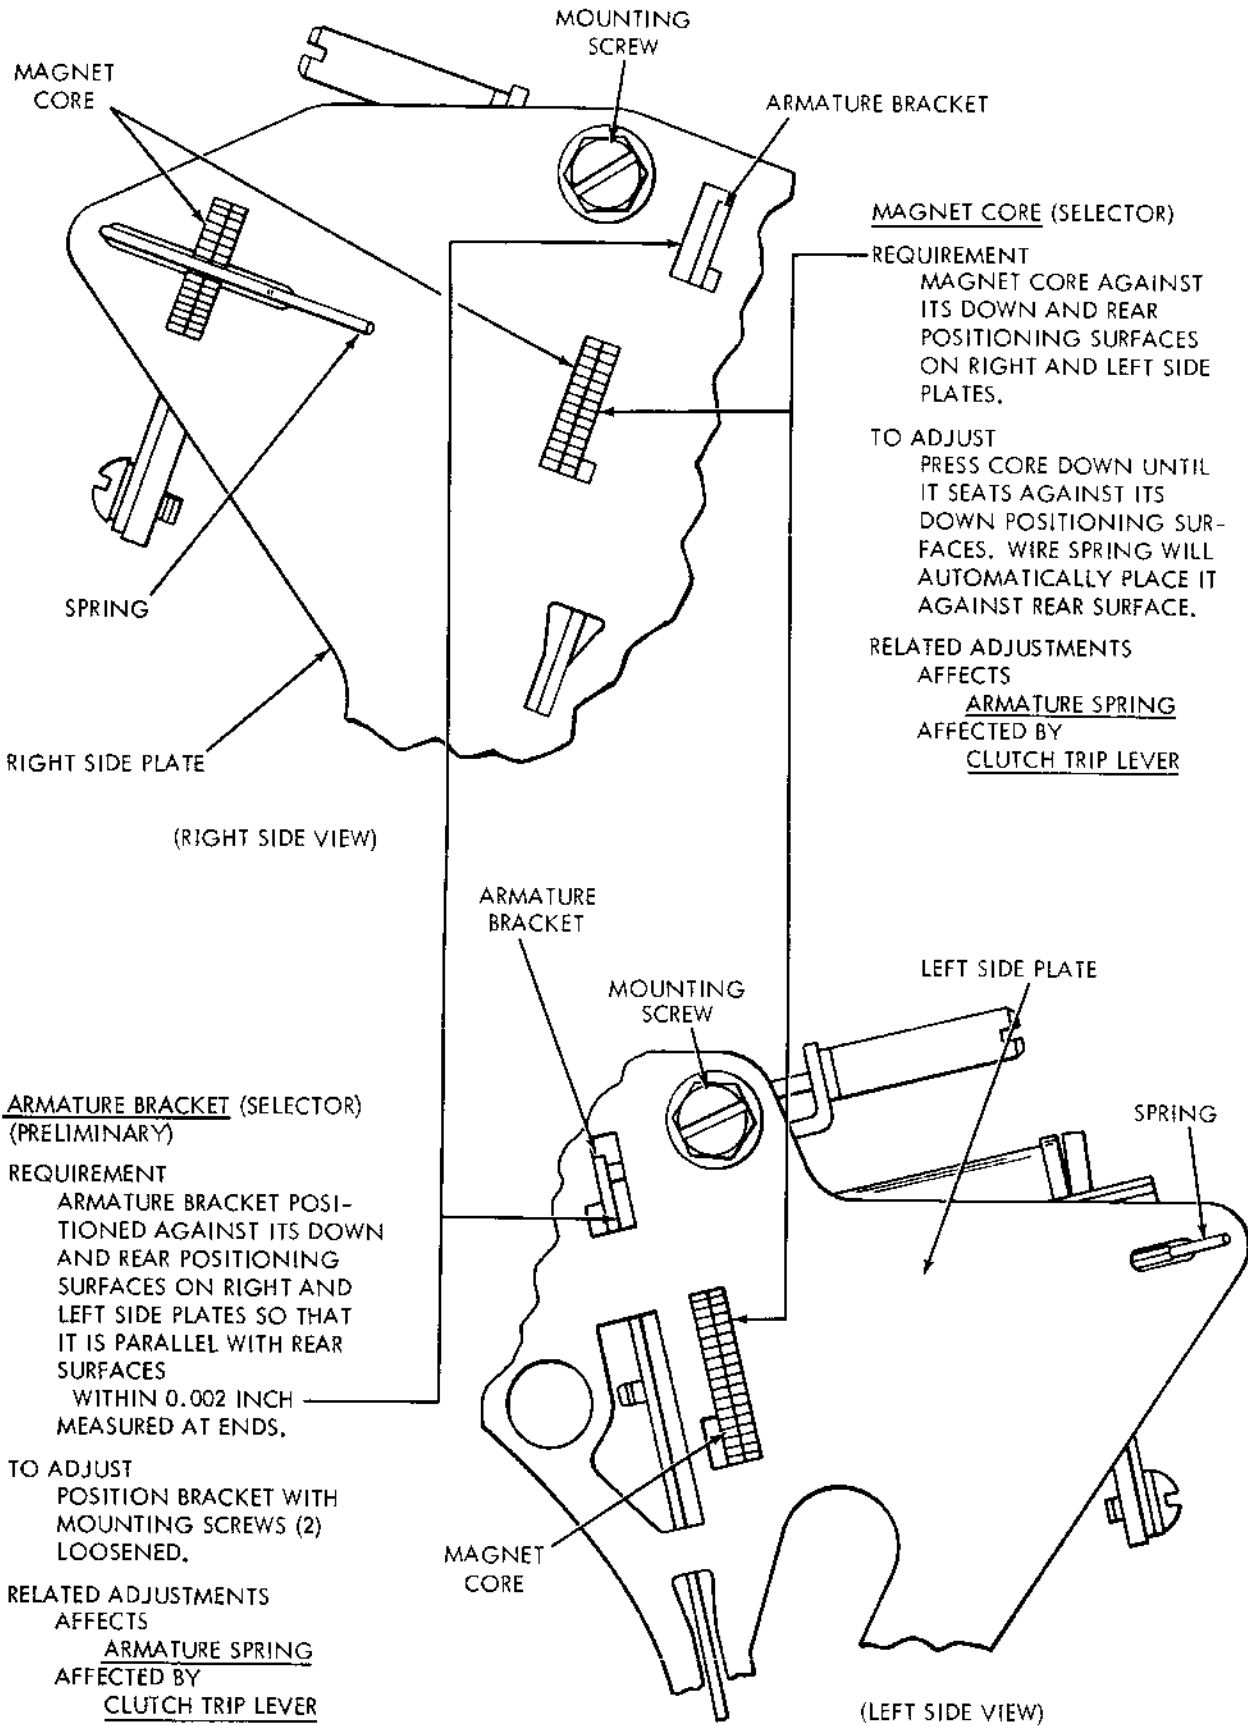 MOUNTING
SCREW
MAGNET
CORE
ARMATURE BRACKET
MAGNET CORE (SELECTOR)
REQUIREMENT
MAGNET CORE AGAINST
ITS DOWN AND REAR
POSITIONING SURFACES
ON RIGHT AND LEFT SIDE
PLATES.
TO ADJUST
PRESS CORE DOWN UNTIL
IT SEATS AGAINST ITS
DOWN POSITIONING SUR-
FACES. WIRE SPRING WILL
AUTOMATICALLY PLACE IT
AGAINST REAR SURFACE.
RELATED ADJUSTMENTS
AFFECTS
ARMATURE SPRING
AFFECTED BY
CLUTCH TRIP LEVER
SPRING
RIGHT SIDE PLATE
(RIGHT SIDE VIEW)
ARMATURE
BRACKET
MOUNTING
SCREW
LEFT SIDE PLATE
SPRING
ARMATURE BRACKET (SELECTOR)
(PRELIMINARY)
REQUIREMENT
ARMATURE BRACKET POSI-
TIONED AGAINST ITS DOWN
AND REAR POSITIONING
SURFACES ON RIGHT AND
LEFT SIDE PLATES SO THAT
IT IS PARALLEL WITH REAR
SURFACES
WITHIN 0.002 INCH
MEASURED AT ENDS.
TO ADJUST
POSITION BRACKET WITH
MOUNTING SCREWS (2)
LOOSENED.
RELATED ADJUSTMENTS
AFFECTS
ARMATURE SPRING
AFFECTED BY
CLUTCH TRIP LEVER
MAGNET
CORE
(LEFT SIDE VIEW)